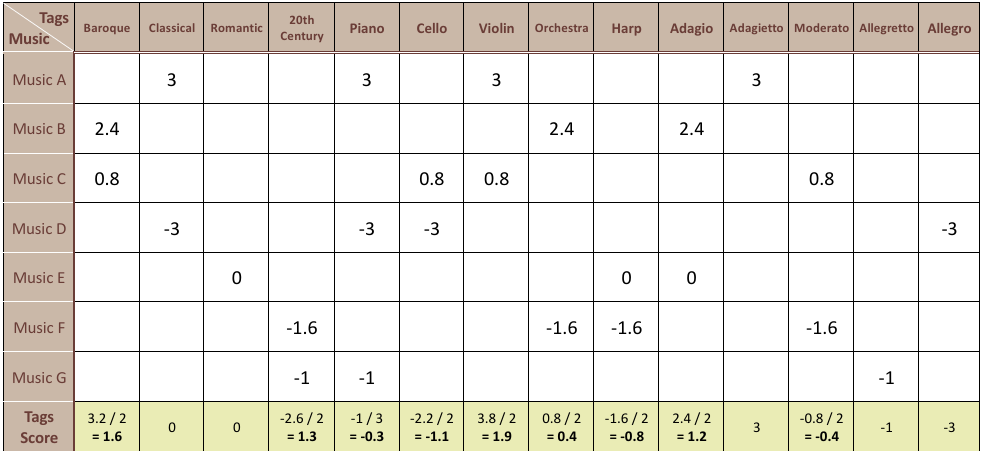 Tags Music Baroque Classical Romantic 20th Century Piano Cello Violin Orchestra Harp Adagio Adagietto Moderato Allegretto Allegro
Music A 3 3 3 3
Music B 2.4 2.4 2.4
Music C 0.8 0.8 0.8 0.8
Music D -3 -3 -3 -3
Music E 0 0 0
Music F -1.6 -1.6 -1.6 -1.6
Music G -1 -1 -1
Tags Score 3.2 / 2 = 1.6 0 0 -2.6 / 2 = 1.3 -1 / 3 = -0.3 -2.2 / 2 = -1.1 3.8 / 2 = 1.9 0.8 / 2 = 0.4 -1.6 / 2 = -0.8 2.4 / 2 = 1.2 3 -0.8 / 2 = -0.4 -1 -3